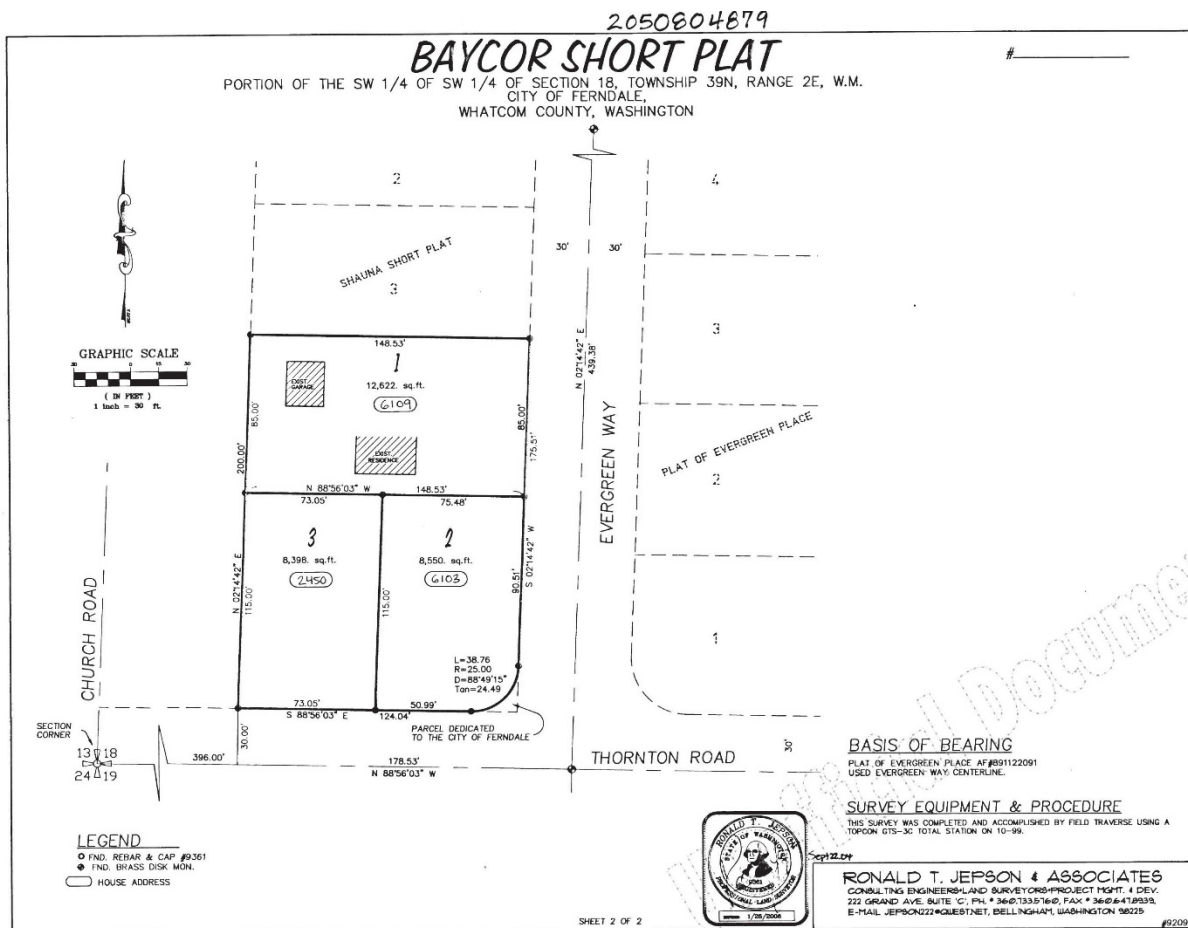 2050804879
BAYCOR SHORT PLAT
#
PORTION OF THE SW 1/4 OF SW 1/4 OF SECTION 18, TOWNSHIP 39N, RANGE 2E, W.M.
CITY OF FERNDALE,
WHATCOM COUNTY, WASHINGTON
2
4
SHAUNA SHORT PLAT
3
30'
30'
GRAPHIC SCALE
( IN FEET )
1 inch = 30 ft.
148.53'
1
EXIST. GARAGE
12,622. sq.ft.
6109
85.00'
200.00'
85.00'
175.51'
EXIST. RESIDENCE
N 02°14'42" E
439.38'
3
EVERGREEN WAY
PLAT OF EVERGREEN PLACE
2
N 88°56'03" W
148.53'
73.05'
75.48'
3
2
8,398. sq.ft.
8,550. sq.ft.
2450
6103
N 02°14'42" E
115.00'
115.00'
90.51'
S 02°14'42" W
CHURCH ROAD
1
L=38.76
R=25.00
D=88°49'15"
Tan=24.49
73.05'
50.99'
S 88°56'03" E
124.04'
PARCEL DEDICATED
TO THE CITY OF FERNDALE
SECTION
CORNER
13 18
24 19
30.00'
396.00'
178.53'
N 88°56'03" W
THORNTON ROAD
30'
BASIS OF BEARING
PLAT OF EVERGREEN PLACE AF#891122091
USED EVERGREEN WAY CENTERLINE.
SURVEY EQUIPMENT & PROCEDURE
THIS SURVEY WAS COMPLETED AND ACCOMPLISHED BY FIELD TRAVERSE USING A
TOPCON GTS-3C TOTAL STATION ON 10-99.
LEGEND
FND. REBAR & CAP #9361
FND. BRASS DISK MON.
HOUSE ADDRESS
RONALD T. JEPSON
STATE OF WASHINGTON
9361
REGISTERED
PROFESSIONAL LAND SURVEYOR
EXPIRES 1/25/2006
Sept 22 04
RONALD T. JEPSON & ASSOCIATES
CONSULTING ENGINEERS•LAND SURVEYORS•PROJECT MGMT. & DEV.
222 GRAND AVE. SUITE 'C', PH. * 360.733.5760, FAX * 360.647.8939,
E-MAIL JEPSON222@QWEST.NET, BELLINGHAM, WASHINGTON 98225
SHEET 2 OF 2
#9209
Unofficial Document